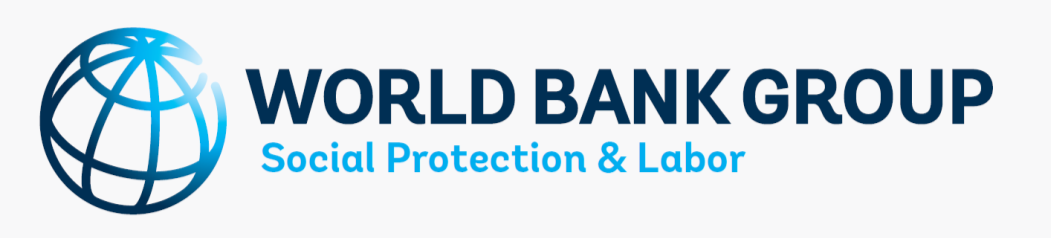 WORLD BANK GROUP
Social Protection & Labor